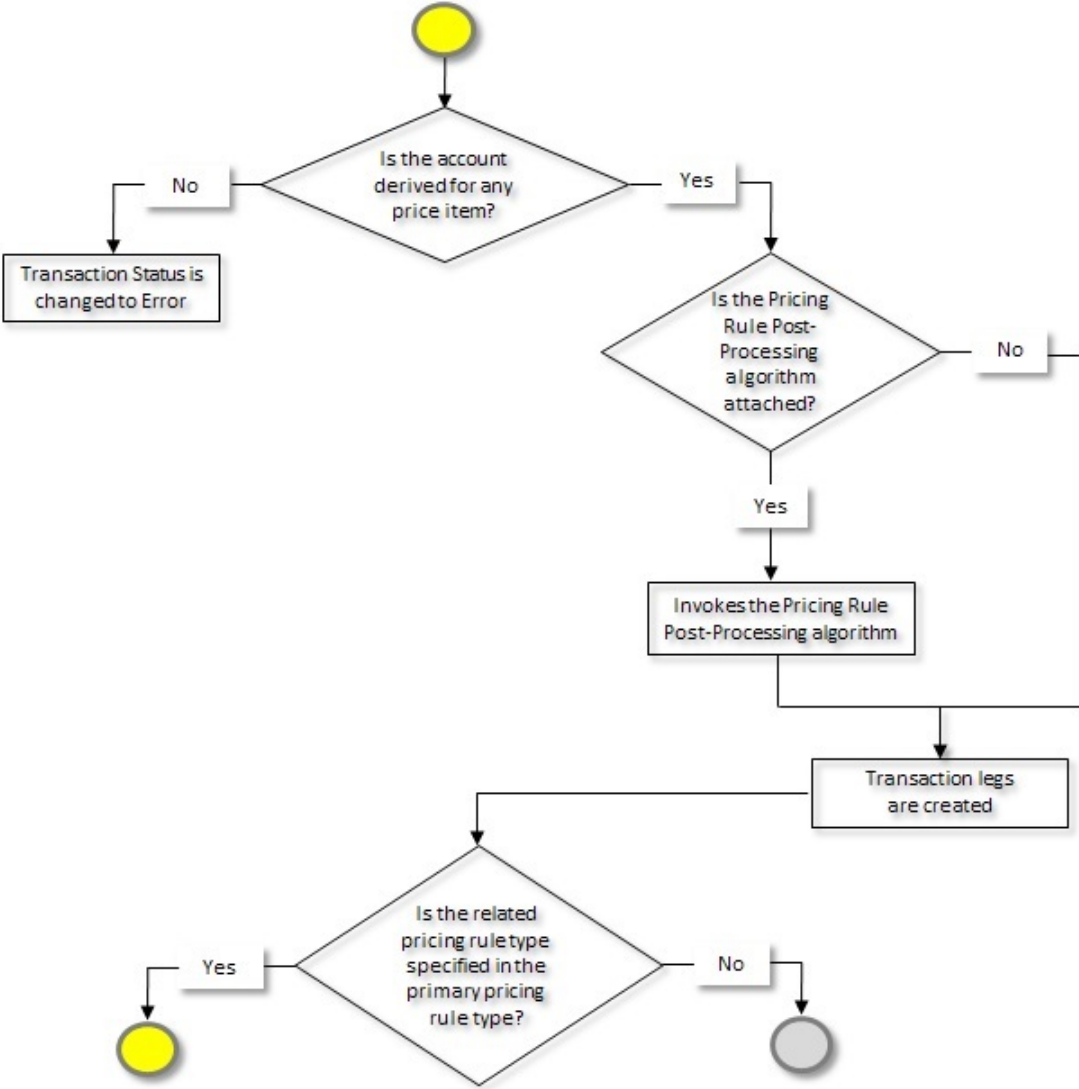 Is the account
derived for any
price item?
No
Yes
Transaction Status is
changed to Error
Is the Pricing
Rule Post-
Processing
algorithm
attached?
No
Yes
Invokes the Pricing Rule
Post-Processing algorithm
Transaction legs
are created
Is the related
pricing rule type
specified in the
primary pricing
rule type?
Yes
No